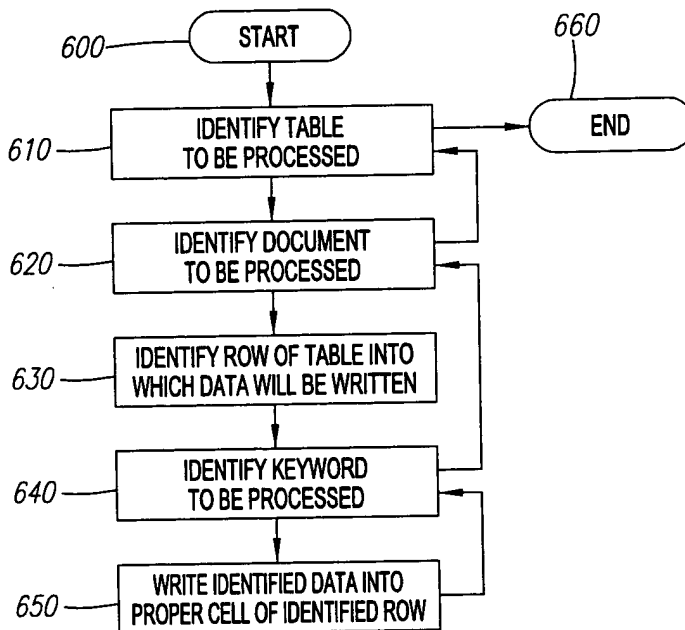 600
START
660
END
610
IDENTIFY TABLE
TO BE PROCESSED
620
IDENTIFY DOCUMENT
TO BE PROCESSED
630
IDENTIFY ROW OF TABLE INTO
WHICH DATA WILL BE WRITTEN
640
IDENTIFY KEYWORD
TO BE PROCESSED
650
WRITE IDENTIFIED DATA INTO
PROPER CELL OF IDENTIFIED ROW